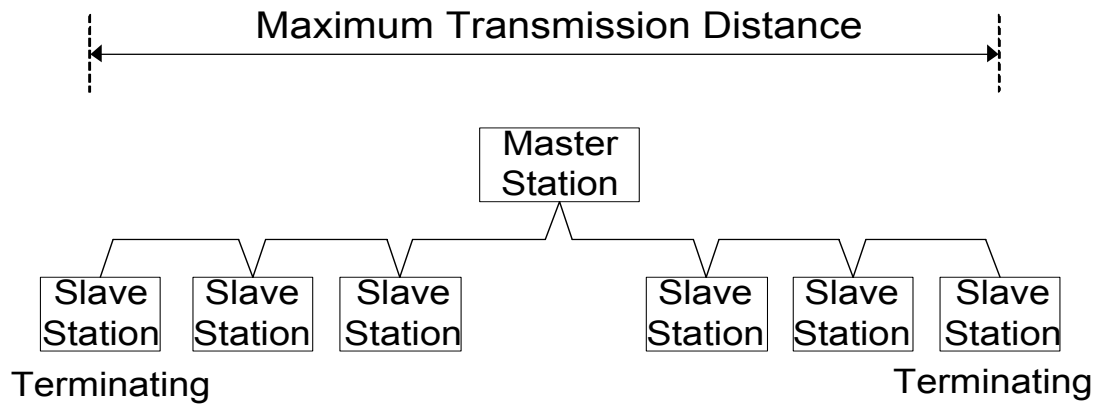 Maximum Transmission Distance
Master
Station
Slave
Station
Slave
Station
Slave
Station
Slave
Station
Slave
Station
Slave
Station
Terminating
Terminating